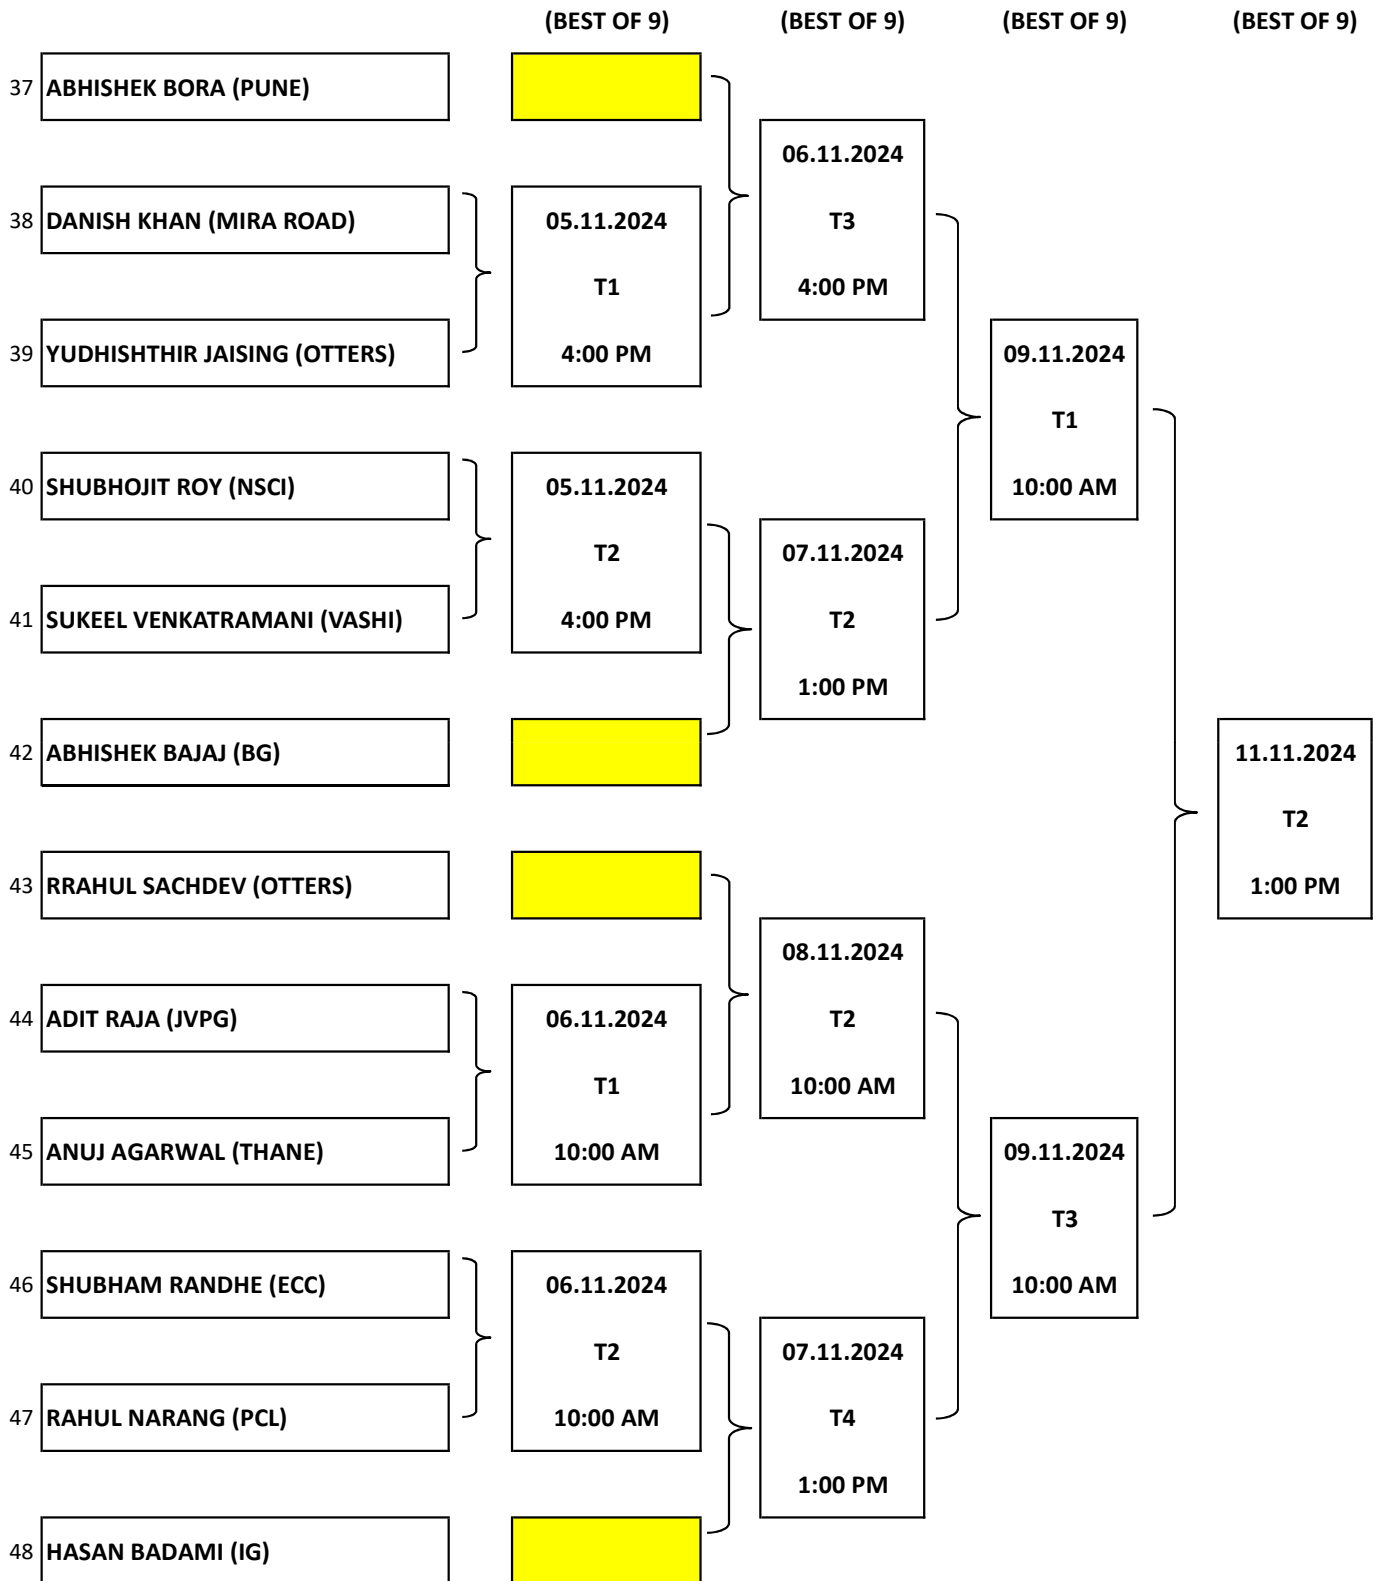 (BEST OF 9) (BEST OF 9) (BEST OF 9) (BEST OF 9)
37 ABHISHEK BORA (PUNE)
06.11.2024
38 DANISH KHAN (MIRA ROAD) 05.11.2024 T3
T1 4:00 PM
39 YUDHISHTHIR JAISING (OTTERS) 4:00 PM 09.11.2024
T1
40 SHUBHOJIT ROY (NSCI) 05.11.2024 10:00 AM
T2 07.11.2024
41 SUKEEL VENKATRAMANI (VASHI) 4:00 PM T2
1:00 PM
42 ABHISHEK BAJAJ (BG) 11.11.2024
T2
43 RRAHUL SACHDEV (OTTERS) 1:00 PM
08.11.2024
44 ADIT RAJA (JVPG) 06.11.2024 T2
T1 10:00 AM
45 ANUJ AGARWAL (THANE) 10:00 AM 09.11.2024
T3
46 SHUBHAM RANDHE (ECC) 06.11.2024 10:00 AM
T2 07.11.2024
47 RAHUL NARANG (PCL) 10:00 AM T4
1:00 PM
48 HASAN BADAMI (IG)